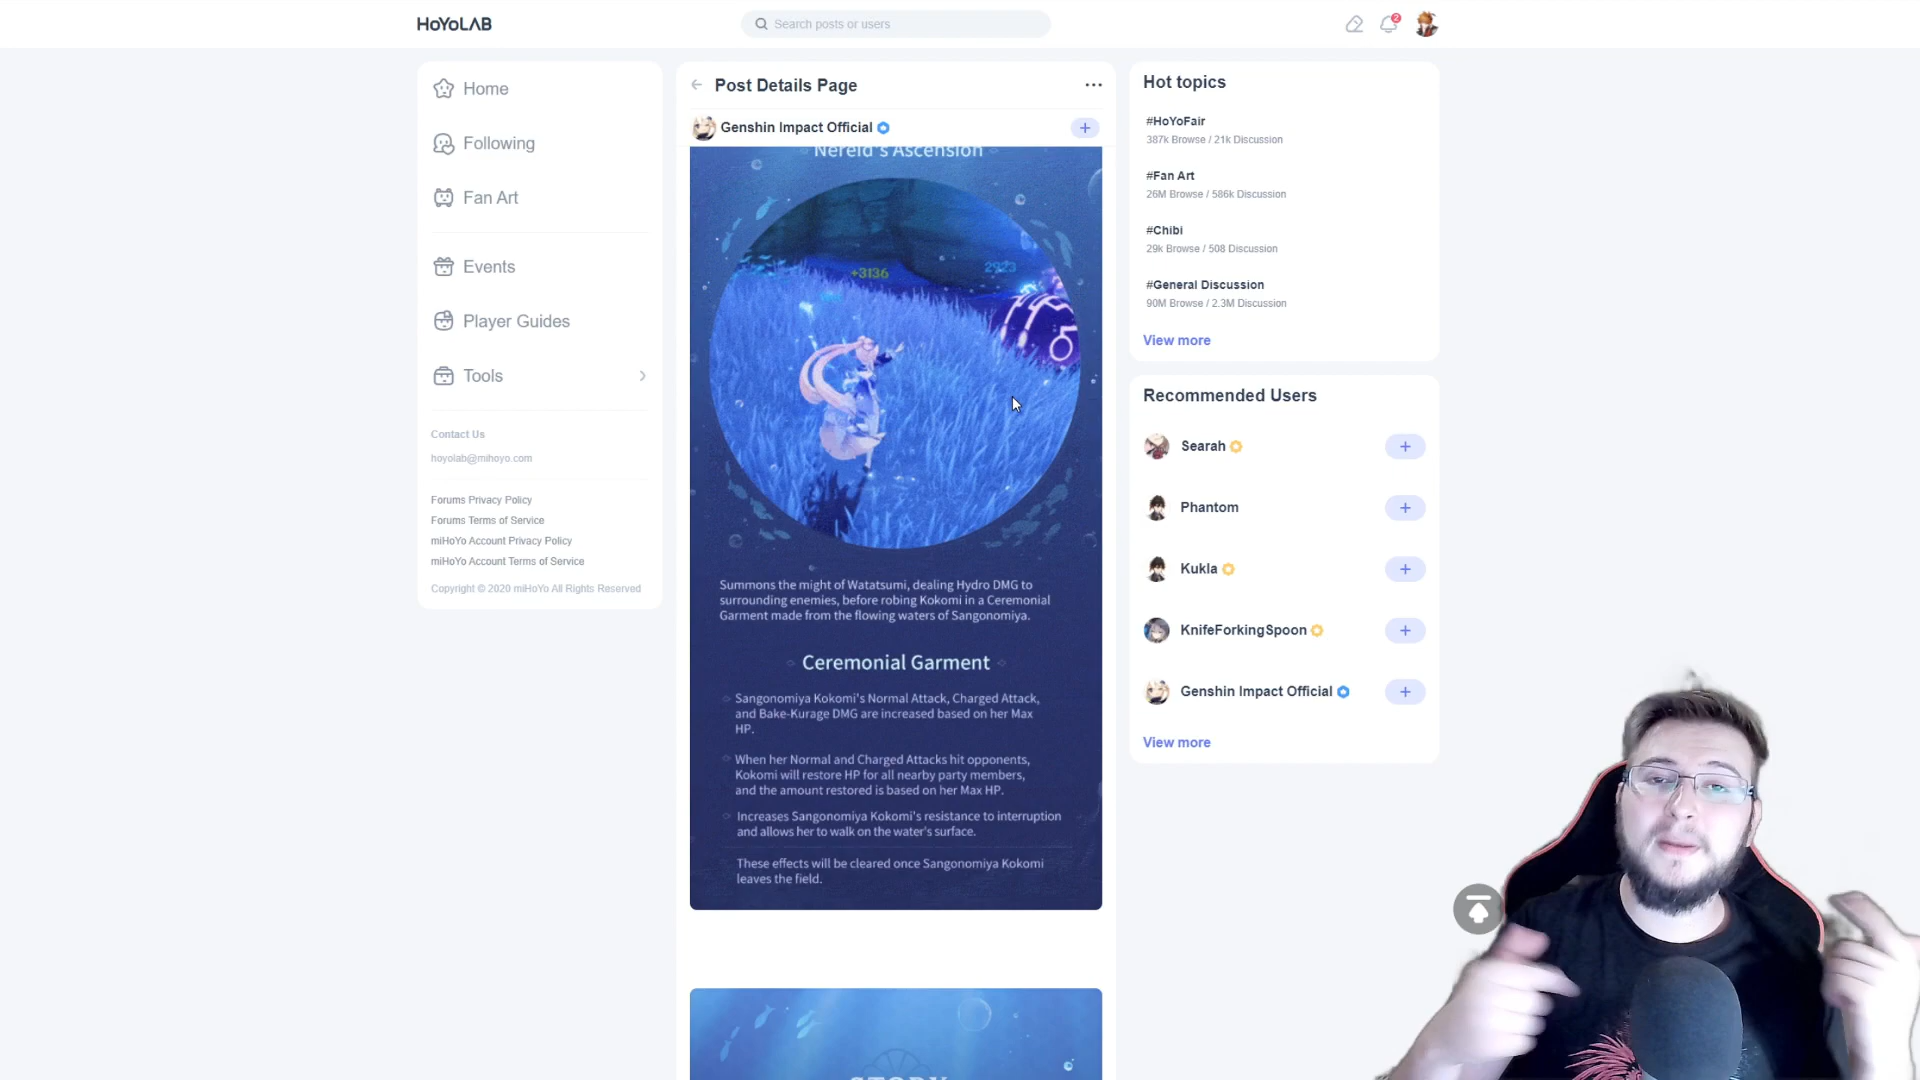 HoYoLAB
Search posts or users
2
Home
Following
Fan Art
Events
Player Guides
Tools
Contact Us
hoyolab@mihoyo.com
Forums Privacy Policy
Forums Terms of Service
miHoYo Account Privacy Policy
miHoYo Account Terms of Service
Copyright © 2020 miHoYo All Rights Reserved
Post Details Page
Genshin Impact Official
Nereid's Ascension
+3136
2923
Summons the might of Watatsumi, dealing Hydro DMG to
surrounding enemies, before robing Kokomi in a Ceremonial
Garment made from the flowing waters of Sangonomiya.
Ceremonial Garment
Sangonomiya Kokomi's Normal Attack, Charged Attack,
and Bake-Kurage DMG are increased based on her Max
HP.
When her Normal and Charged Attacks hit opponents,
Kokomi will restore HP for all nearby party members,
and the amount restored is based on her Max HP.
Increases Sangonomiya Kokomi's resistance to interruption
and allows her to walk on the water's surface.
These effects will be cleared once Sangonomiya Kokomi
leaves the field.
STORY
Hot topics
#HoYoFair
387k Browse / 21k Discussion
#Fan Art
26M Browse / 586k Discussion
#Chibi
29k Browse / 508 Discussion
#General Discussion
90M Browse / 2.3M Discussion
View more
Recommended Users
Searah
Phantom
Kukla
KnifeForkingSpoon
Genshin Impact Official
View more